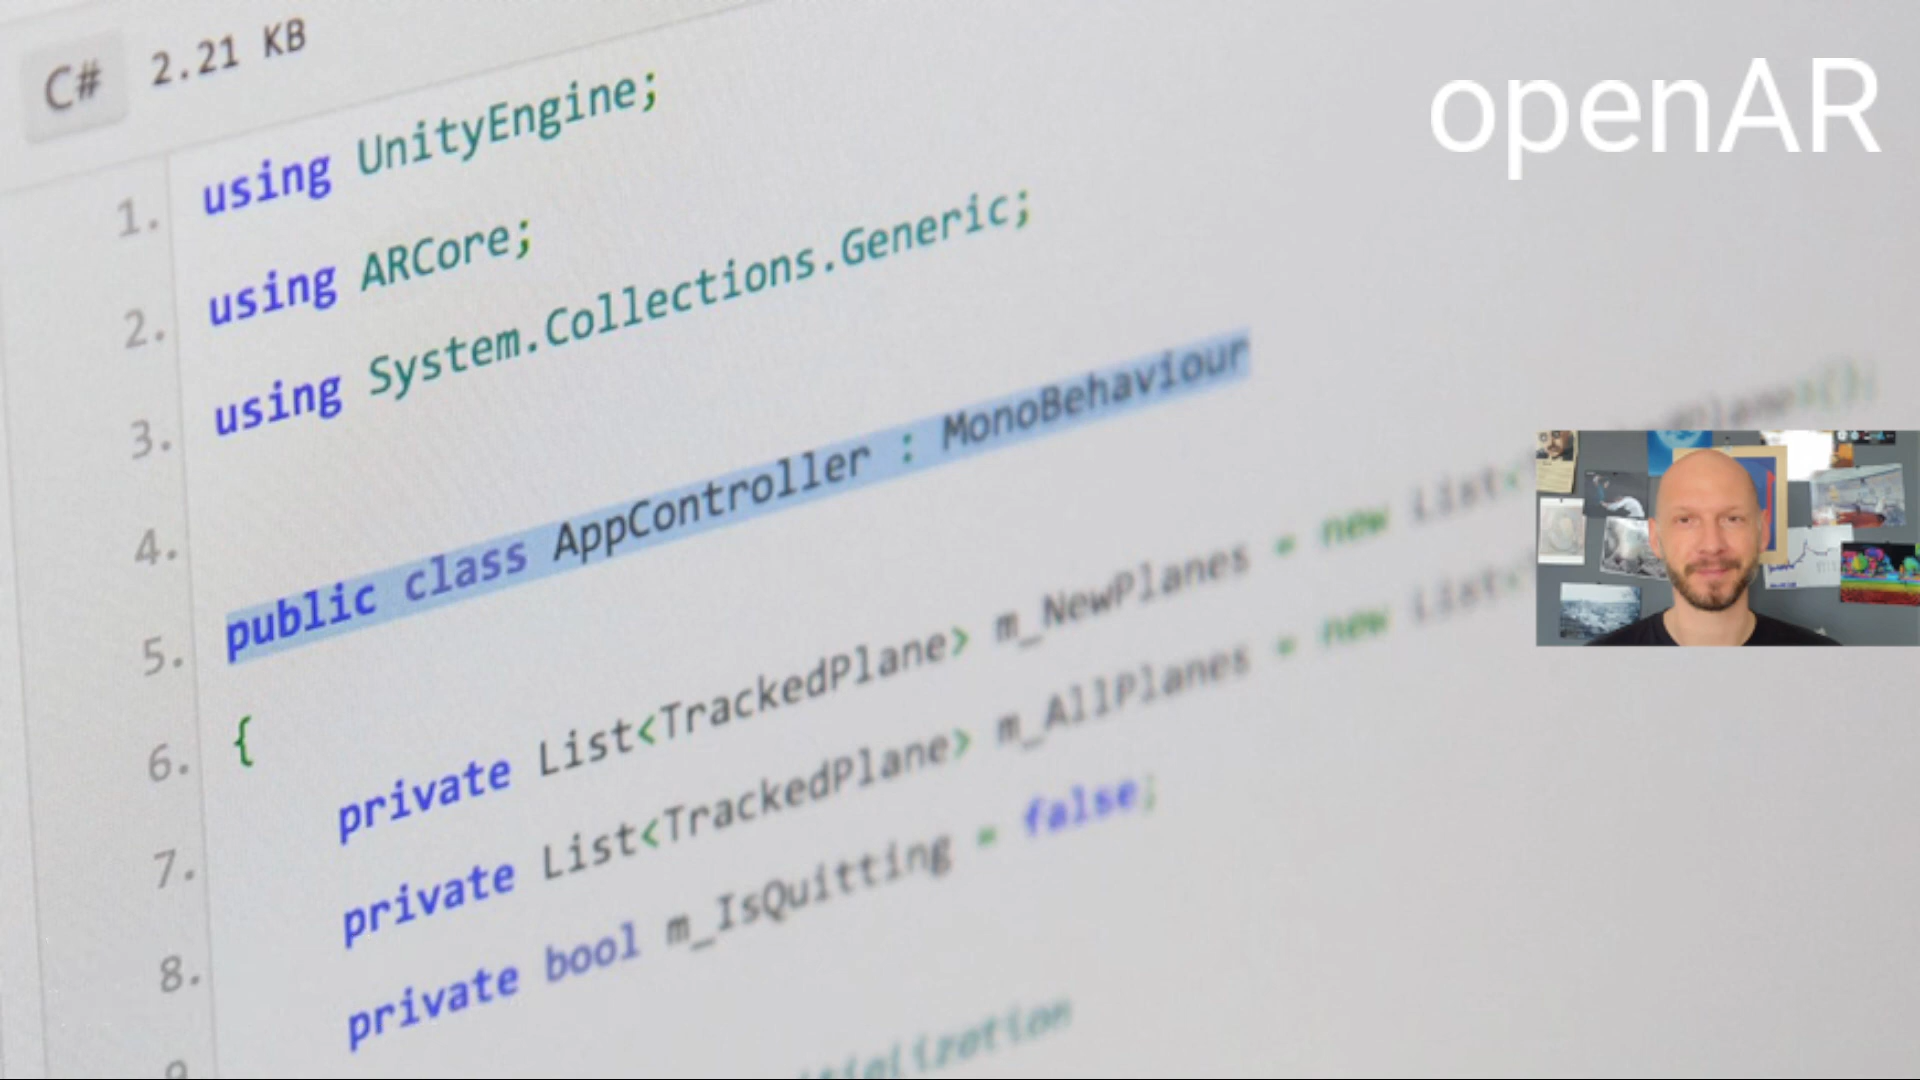 C# 2.21 KB
openAR
1. using UnityEngine;
2. using ARCore;
3. using System.Collections.Generic;
4.
5. public class AppController : MonoBehaviour
6. {
7. private List<TrackedPlane> m_NewPlanes = new List<
8. private List<TrackedPlane> m_AllPlanes = new List<
private bool m_IsQuitting = false;